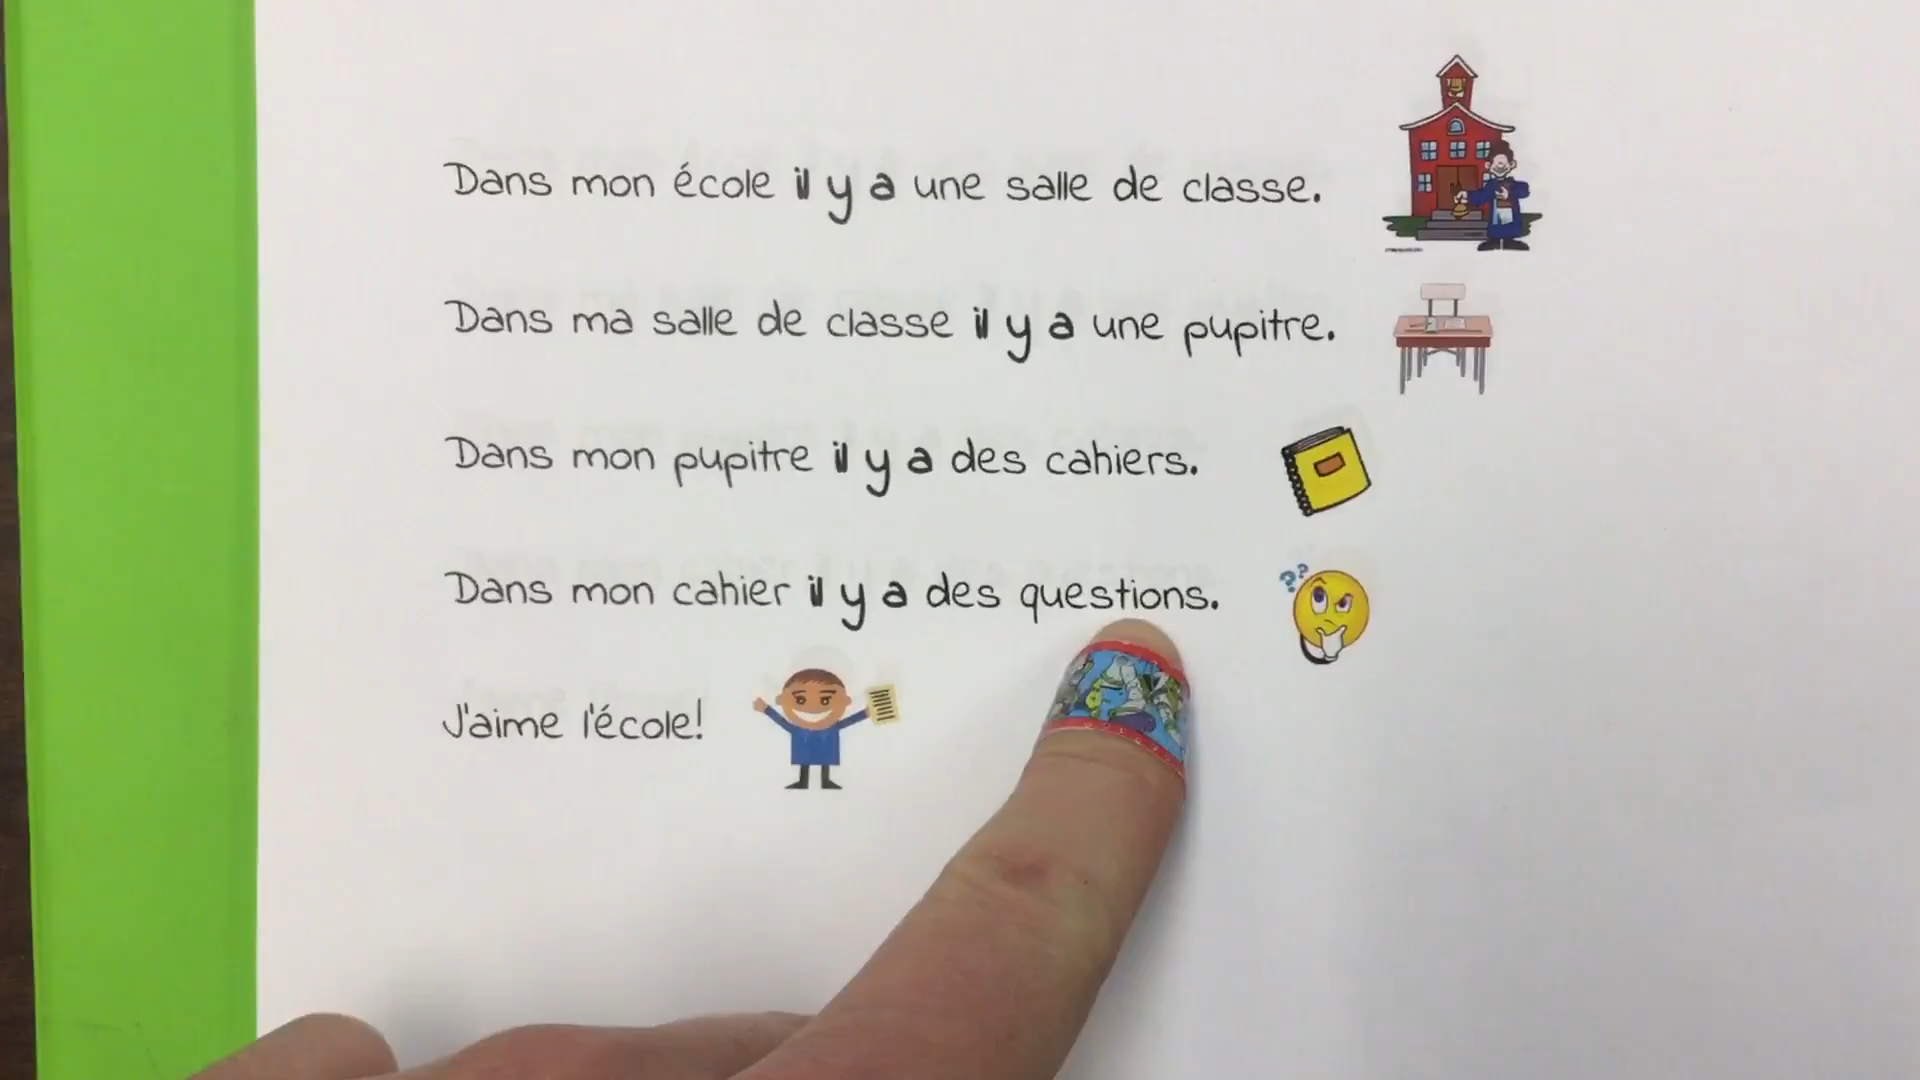 Dans mon école il y a une salle de classe.
Dans ma salle de classe il y a une pupitre.
Dans mon pupitre il y a des cahiers.
Dans mon cahier il y a des questions.
J'aime l'école!